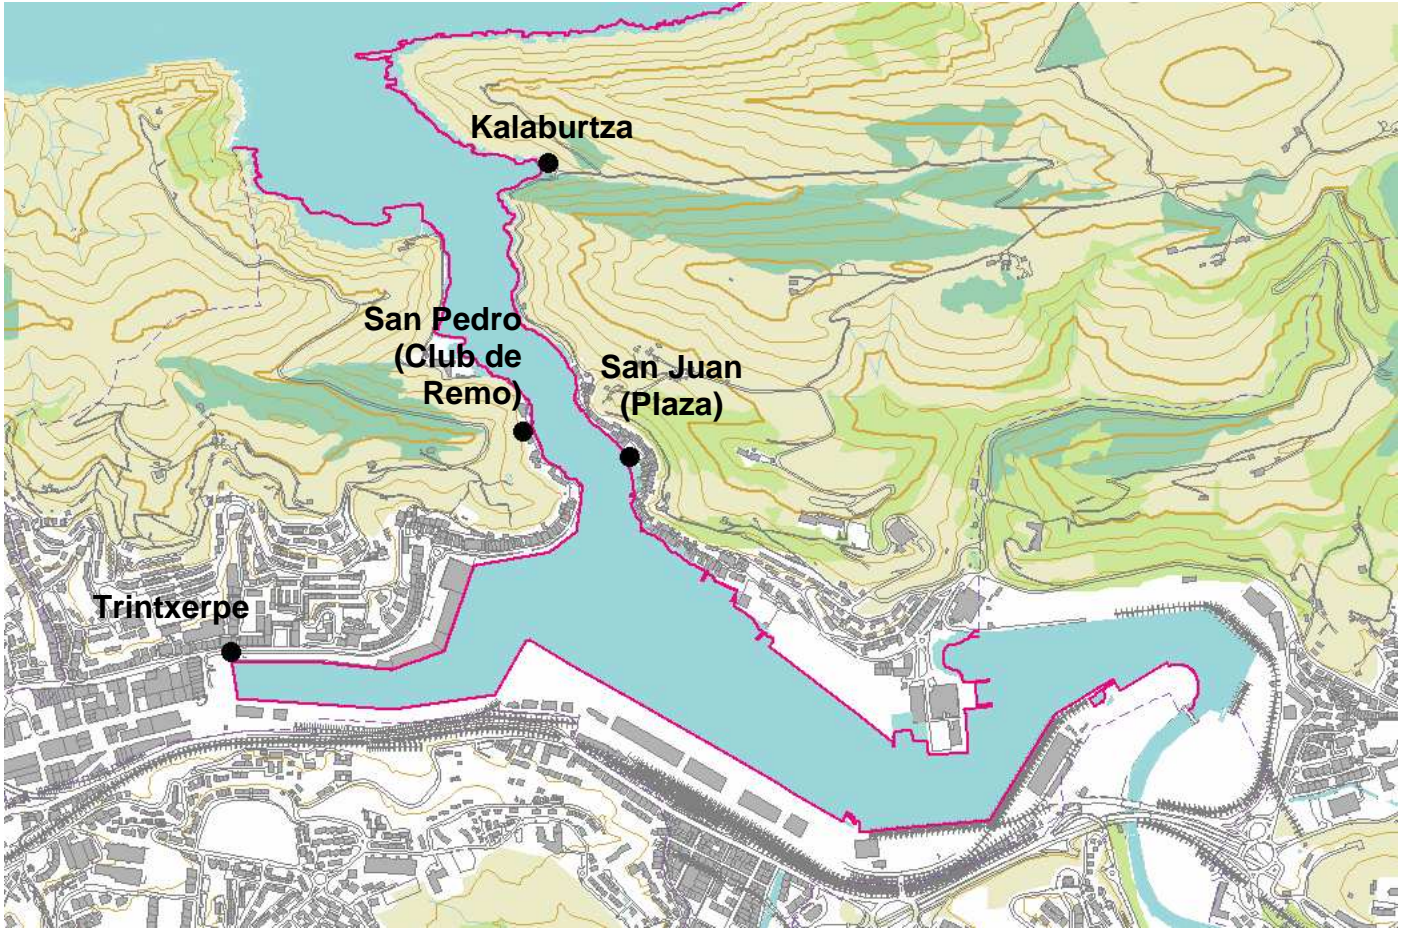 Kalaburtza
San Pedro
(Club de
Remo)
San Juan
(Plaza)
Trintxerpe